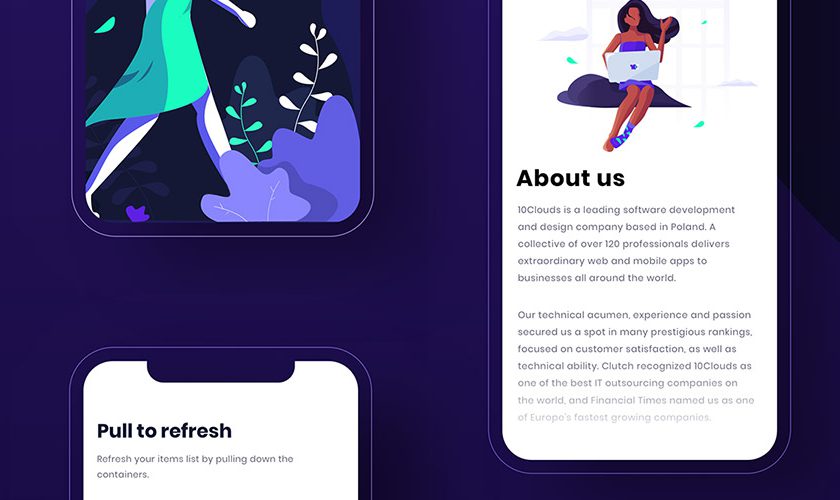 About us
10Clouds is a leading software development
and design company based in Poland. A
collective of over 120 professionals delivers
extraordinary web and mobile apps to
businesses all around the world.
Our technical acumen, experience and passion
secured us a spot in many prestigious rankings,
focused on customer satisfaction, as well as
technical ability. Clutch recognized 10Clouds as
one of the best IT outsourcing companies on
the world, and Financial Times named us as one
of Europe's fastest growing companies.
Pull to refresh
Refresh your items list by pulling down the
containers.